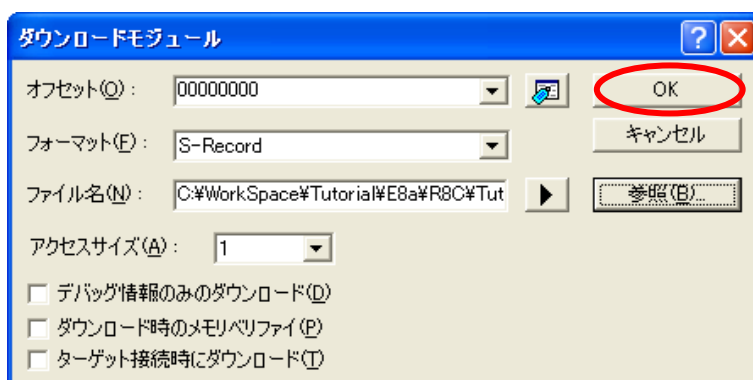 ダウンロードモジュール
オフセット(O) : 00000000 OK
フォーマット(F) : S-Record キャンセル
ファイル名(N) : C:¥WorkSpace¥Tutorial¥E8a¥R8C¥Tut 参照(B)...
アクセスサイズ(A) : 1
デバッグ情報のみのダウンロード(D)
ダウンロード時のメモリベリファイ(P)
ターゲット接続時にダウンロード(T)